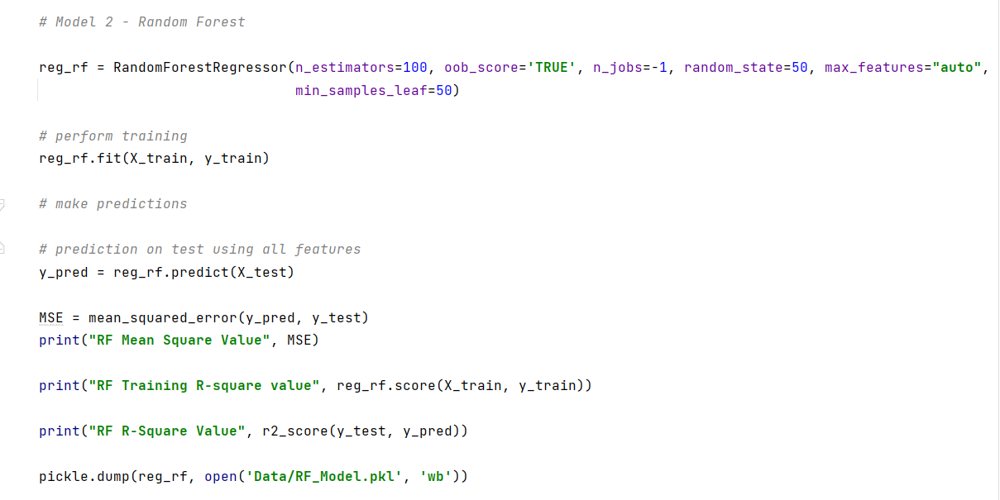 # Model 2 - Random Forest
reg_rf = RandomForestRegressor(n_estimators=100, oob_score='TRUE', n_jobs=-1, random_state=50, max_features="auto",
min_samples_leaf=50)
# perform training
reg_rf.fit(X_train, y_train)
# make predictions
# prediction on test using all features
y_pred = reg_rf.predict(X_test)
MSE = mean_squared_error(y_pred, y_test)
print("RF Mean Square Value", MSE)
print("RF Training R-square value", reg_rf.score(X_train, y_train))
print("RF R-Square Value", r2_score(y_test, y_pred))
pickle.dump(reg_rf, open('Data/RF_Model.pkl', 'wb'))